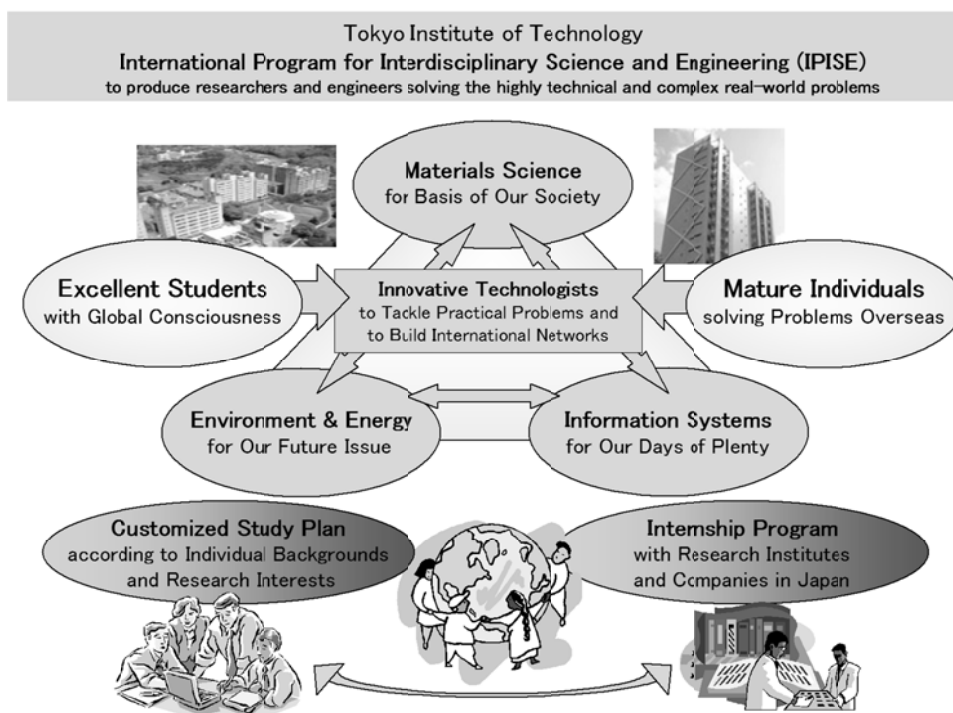 Tokyo Institute of Technology
International Program for Interdisciplinary Science and Engineering (IPISE)
to produce researchers and engineers solving the highly technical and complex real-world problems
Materials Science
for Basis of Our Society
Excellent Students
with Global Consciousness
Innovative Technologists
to Tackle Practical Problems and
to Build International Networks
Mature Individuals
solving Problems Overseas
Environment & Energy
for Our Future Issue
Information Systems
for Our Days of Plenty
Customized Study Plan
according to Individual Backgrounds
and Research Interests
Internship Program
with Research Institutes
and Companies in Japan